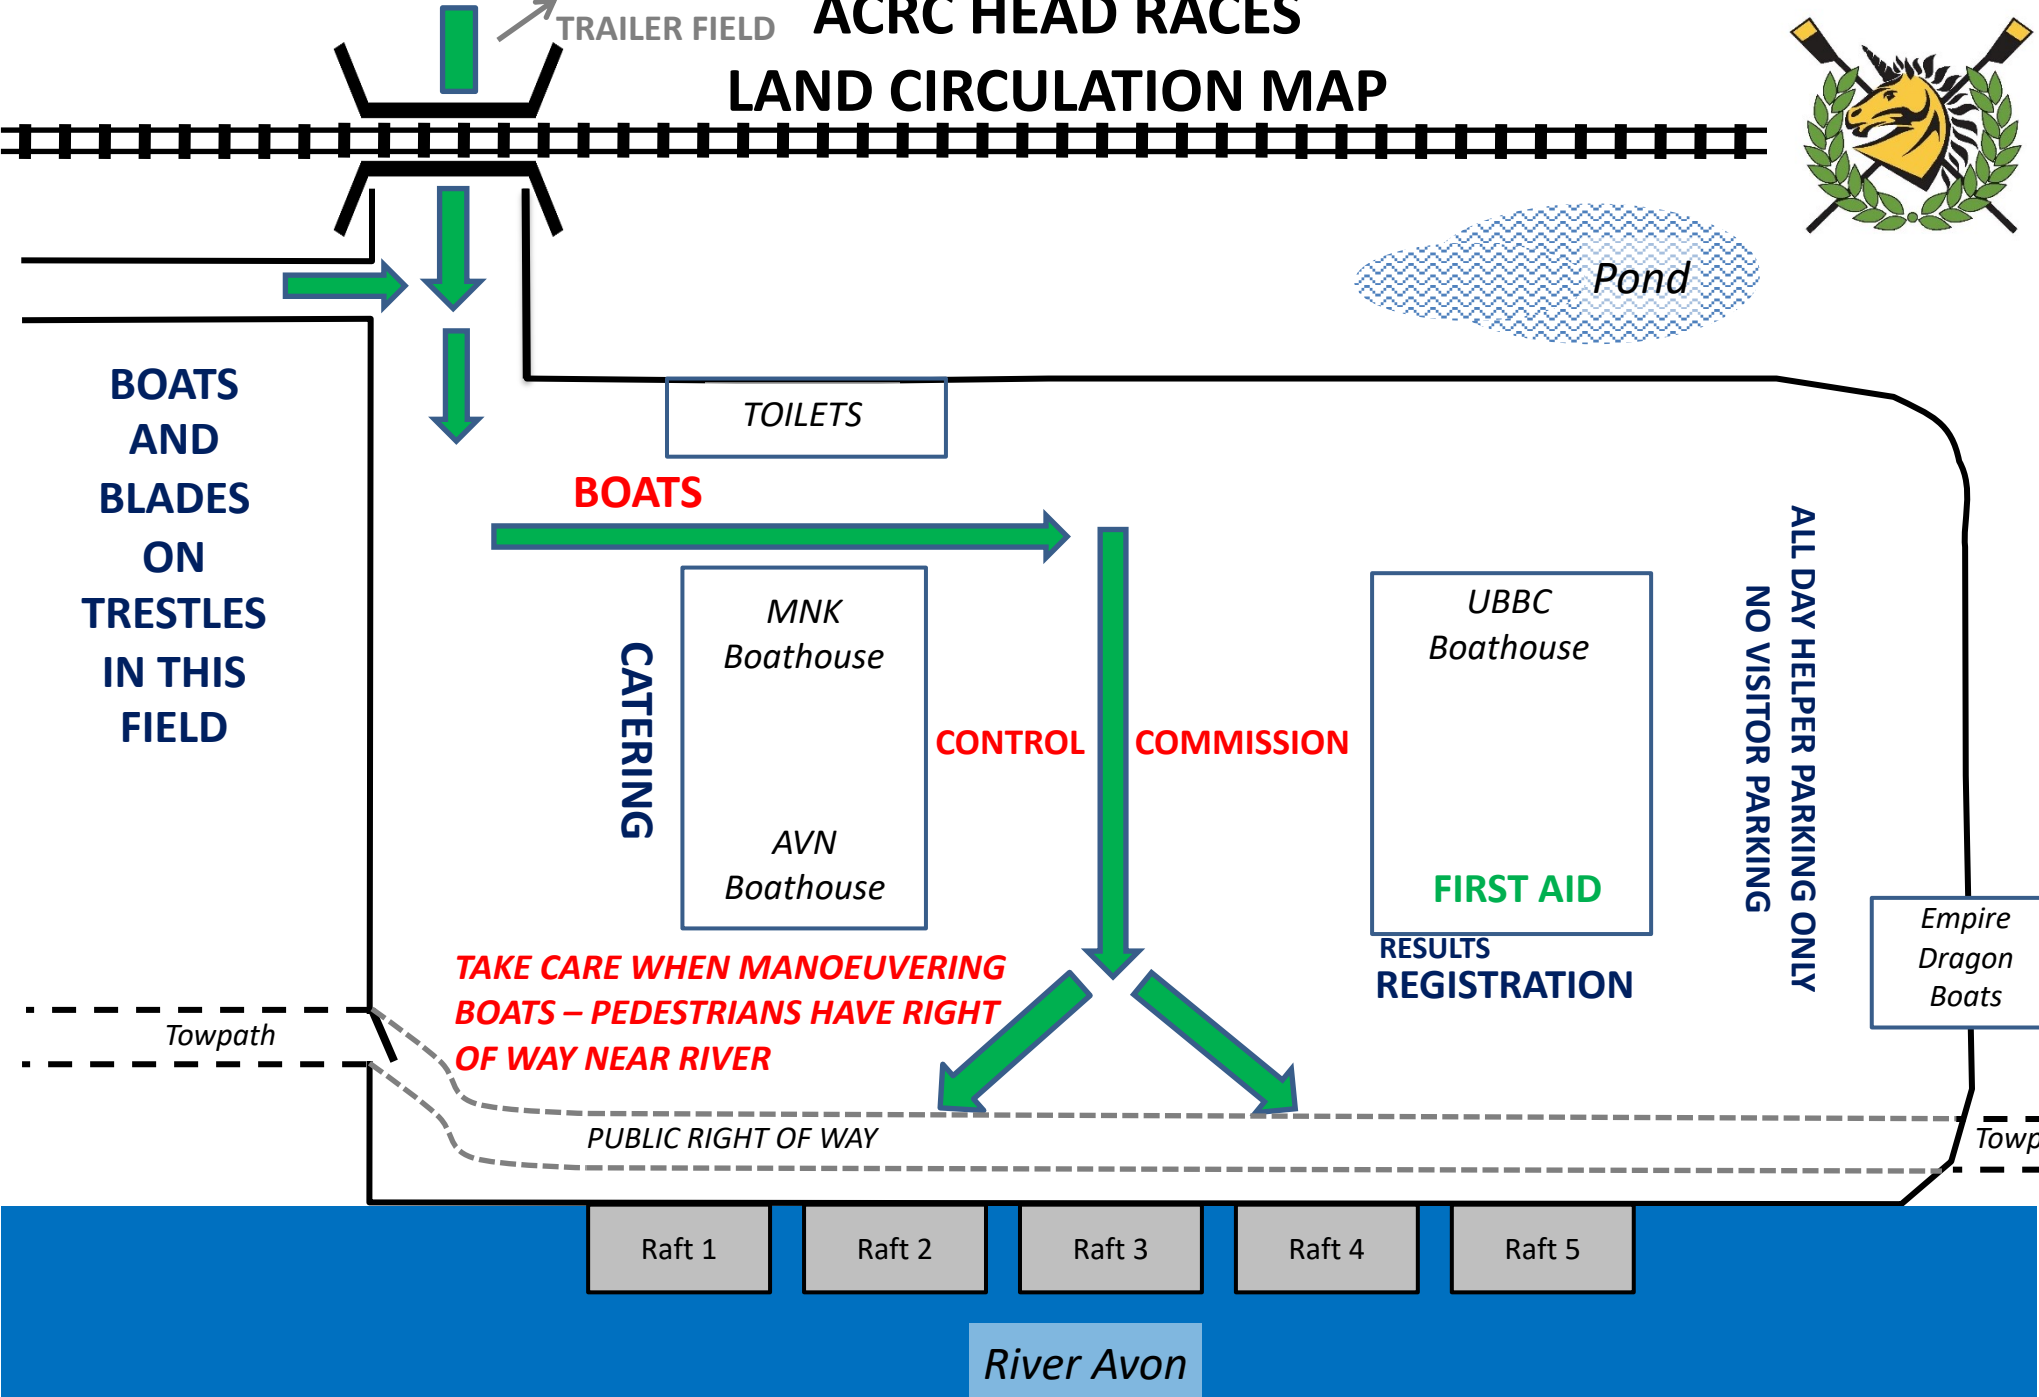 ACRC HEAD RACES
LAND CIRCULATION MAP
TRAILER FIELD
Pond
BOATS
AND
BLADES
ON
TRESTLES
IN THIS
FIELD
TOILETS
BOATS
MNK
Boathouse
AVN
Boathouse
CATERING
CONTROL
COMMISSION
UBBC
Boathouse
FIRST AID
RESULTS
REGISTRATION
ALL DAY HELPER PARKING ONLY
NO VISITOR PARKING
Empire
Dragon
Boats
TAKE CARE WHEN MANOEUVERING
BOATS – PEDESTRIANS HAVE RIGHT
OF WAY NEAR RIVER
Towpath
PUBLIC RIGHT OF WAY
Towp
Raft 1
Raft 2
Raft 3
Raft 4
Raft 5
River Avon